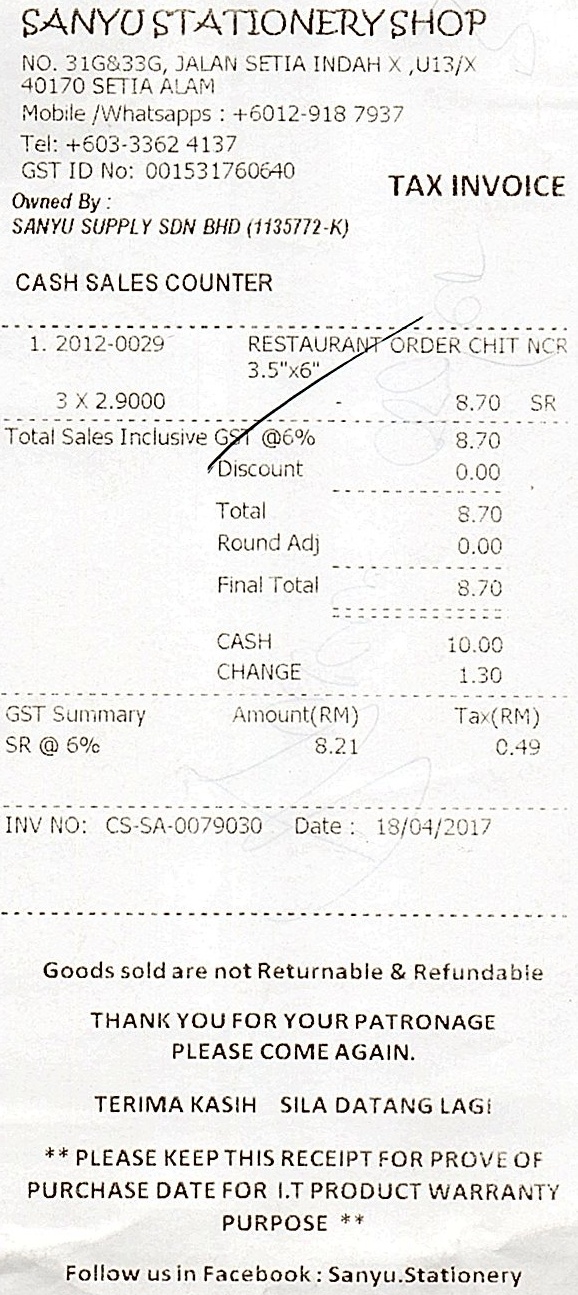 SANYU STATIONERY SHOP
NO. 31G&33G, JALAN SETIA INDAH X ,U13/X
40170 SETIA ALAM
Mobile /Whatsapps : +6012-918 7937
Tel: +603-3362 4137
GST ID No: 001531760640
TAX INVOICE
Owned By :
SANYU SUPPLY SDN BHD (1135772-K)
CASH SALES COUNTER
1. 2012-0029 RESTAURANT ORDER CHIT NCR
3.5"x6"
3 X 2.9000 - 8.70 SR
Total Sales Inclusive GST @6% 8.70
Discount 0.00
Total 8.70
Round Adj 0.00
Final Total 8.70
CASH 10.00
CHANGE 1.30
GST Summary Amount(RM) Tax(RM)
SR @ 6% 8.21 0.49
INV NO: CS-SA-0079030 Date : 18/04/2017
Goods sold are not Returnable & Refundable
THANK YOU FOR YOUR PATRONAGE
PLEASE COME AGAIN.
TERIMA KASIH SILA DATANG LAGI
** PLEASE KEEP THIS RECEIPT FOR PROVE OF
PURCHASE DATE FOR I.T PRODUCT WARRANTY
PURPOSE **
Follow us in Facebook : Sanyu.Stationery